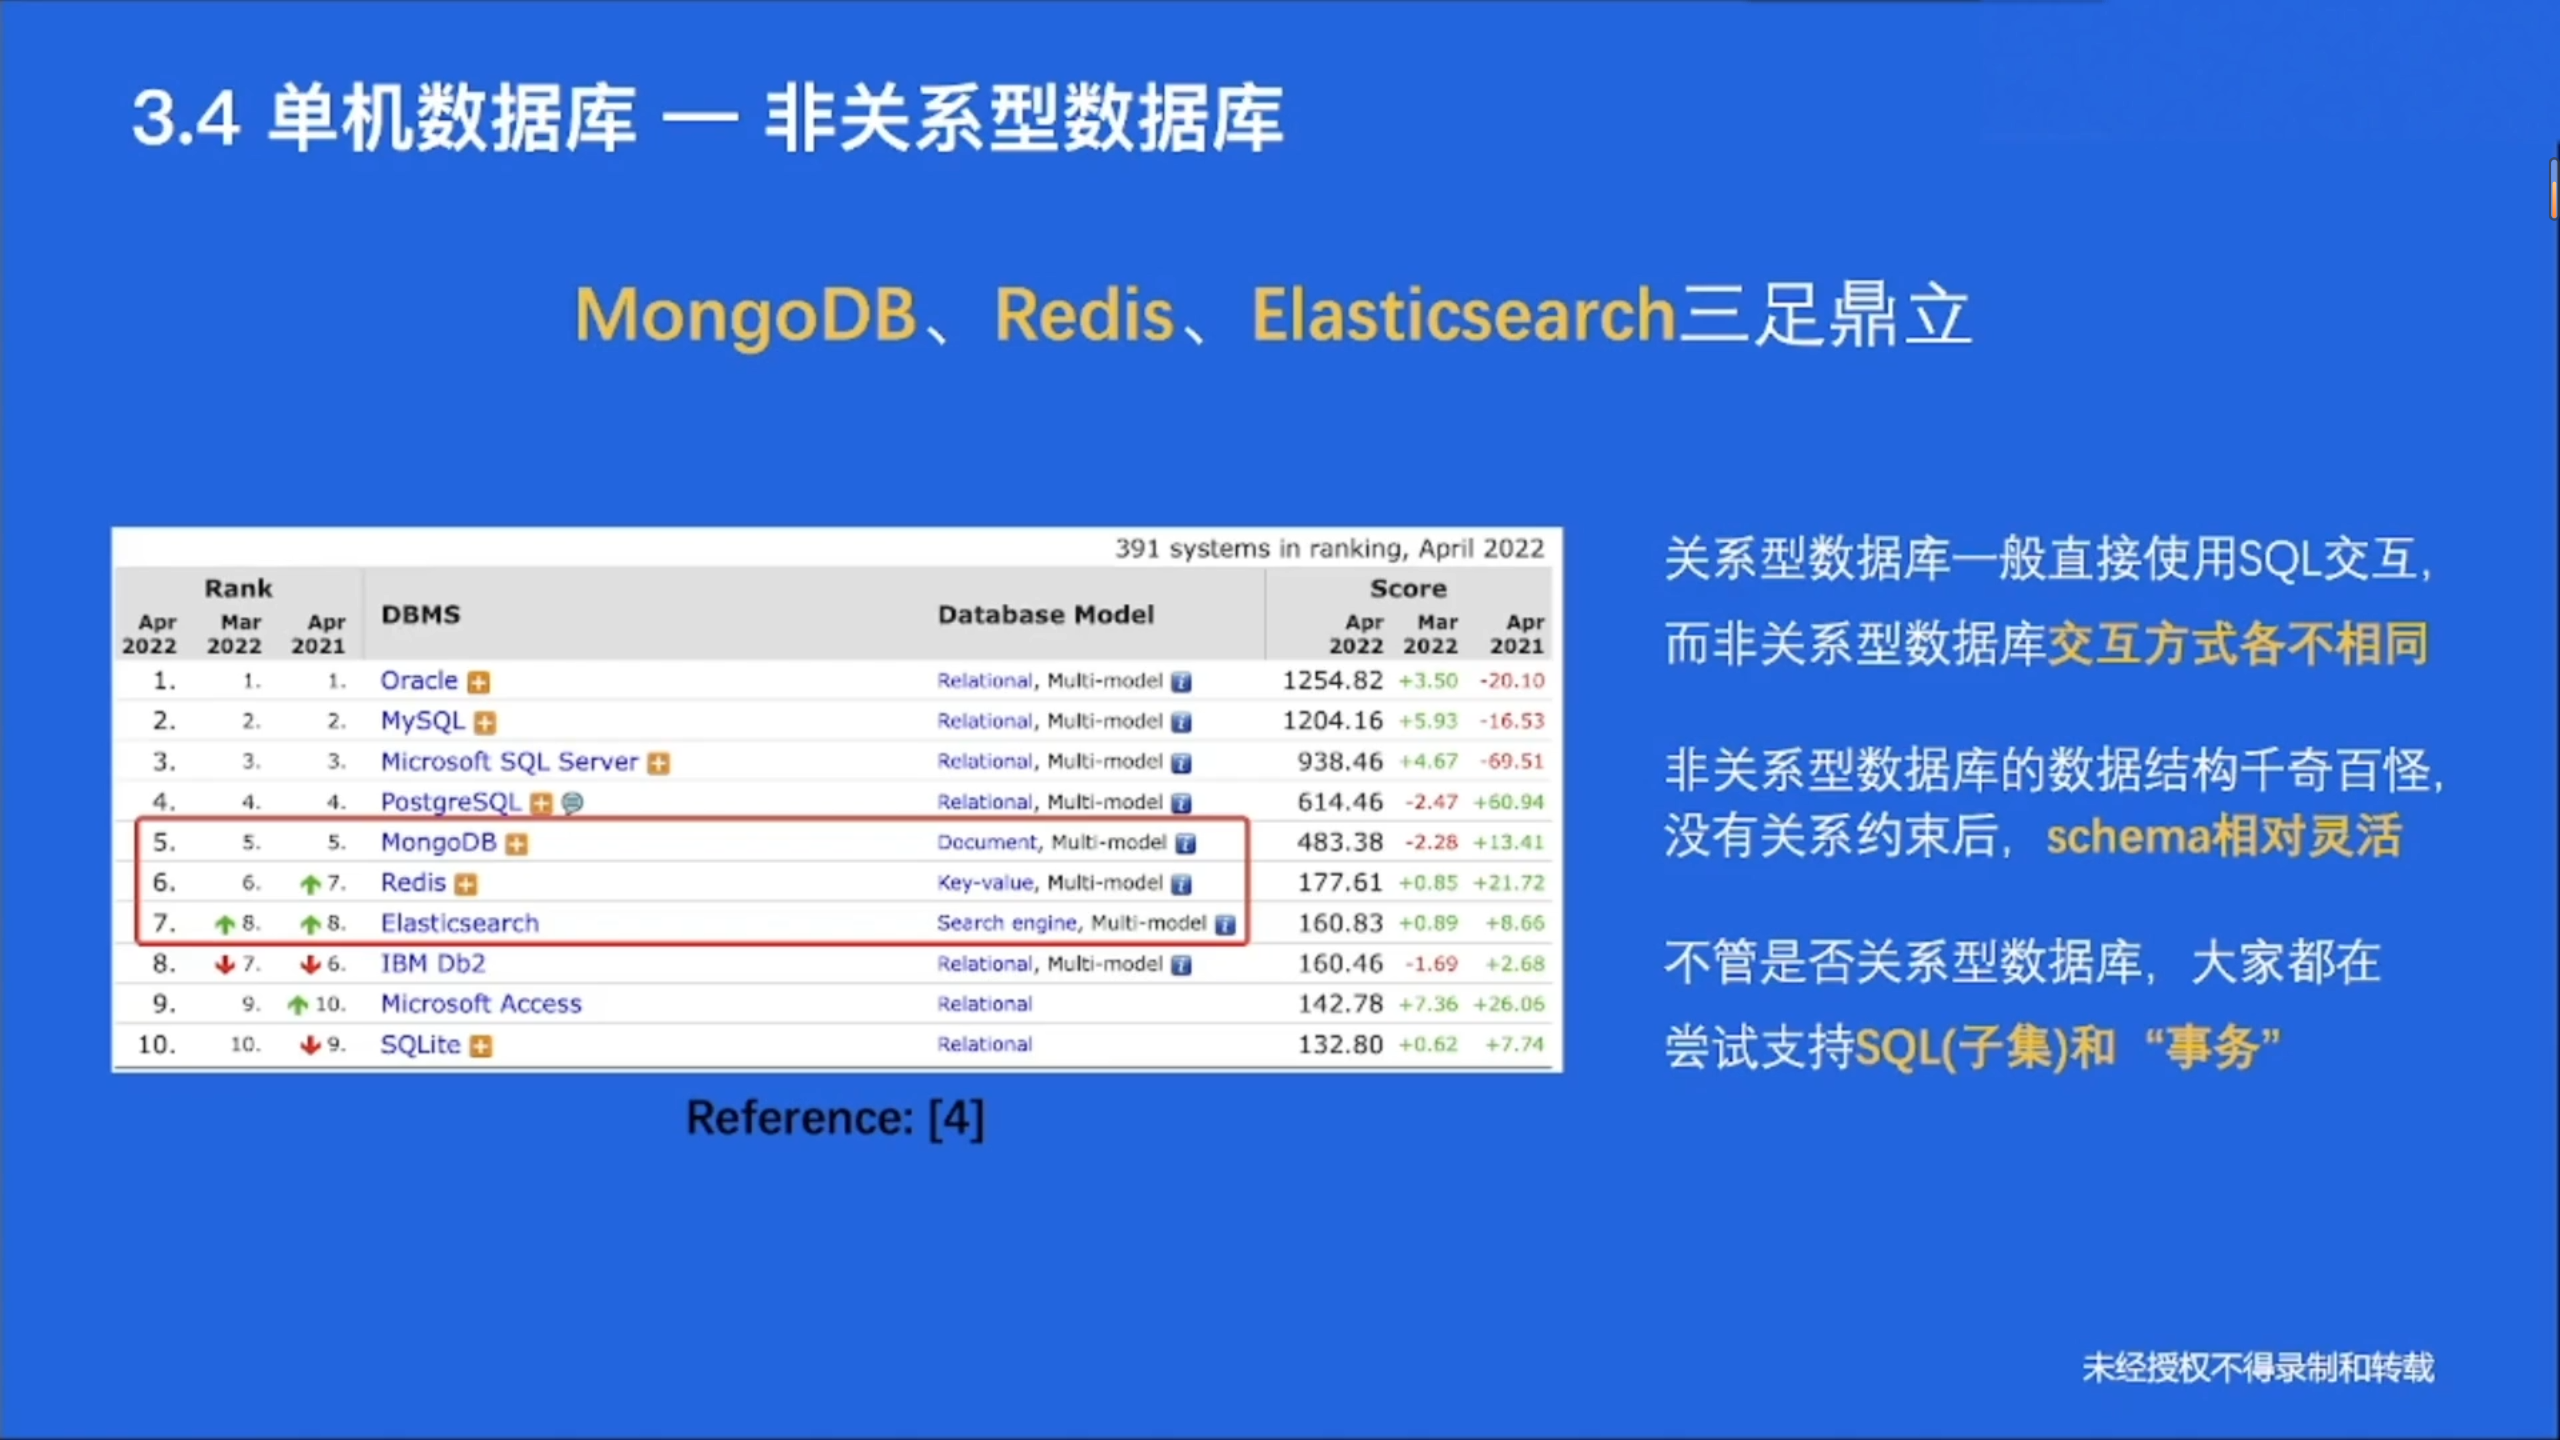 3.4 单机数据库 — 非关系型数据库
MongoDB、Redis、Elasticsearch三足鼎立
391 systems in ranking, April 2022
Rank DBMS Database Model Score
Apr 2022 Mar 2022 Apr 2021 Apr 2022 Mar 2022 Apr 2021
1. 1. 1. Oracle Relational, Multi-model 1254.82 +3.50 -20.10
2. 2. 2. MySQL Relational, Multi-model 1204.16 +5.93 -16.53
3. 3. 3. Microsoft SQL Server Relational, Multi-model 938.46 +4.67 -69.51
4. 4. 4. PostgreSQL Relational, Multi-model 614.46 -2.47 +60.94
5. 5. 5. MongoDB Document, Multi-model 483.38 -2.28 +13.41
6. 6. 7. Redis Key-value, Multi-model 177.61 +0.85 +21.72
7. 8. 8. Elasticsearch Search engine, Multi-model 160.83 +0.89 +8.66
8. 7. 6. IBM Db2 Relational, Multi-model 160.46 -1.69 +2.68
9. 9. 10. Microsoft Access Relational 142.78 +7.36 +26.06
10. 10. 9. SQLite Relational 132.80 +0.62 +7.74
Reference: [4]
关系型数据库一般直接使用SQL交互,
而非关系型数据库交互方式各不相同
非关系型数据库的数据结构千奇百怪,
没有关系约束后，schema相对灵活
不管是否关系型数据库，大家都在
尝试支持SQL(子集)和“事务”
未经授权不得录制和转载